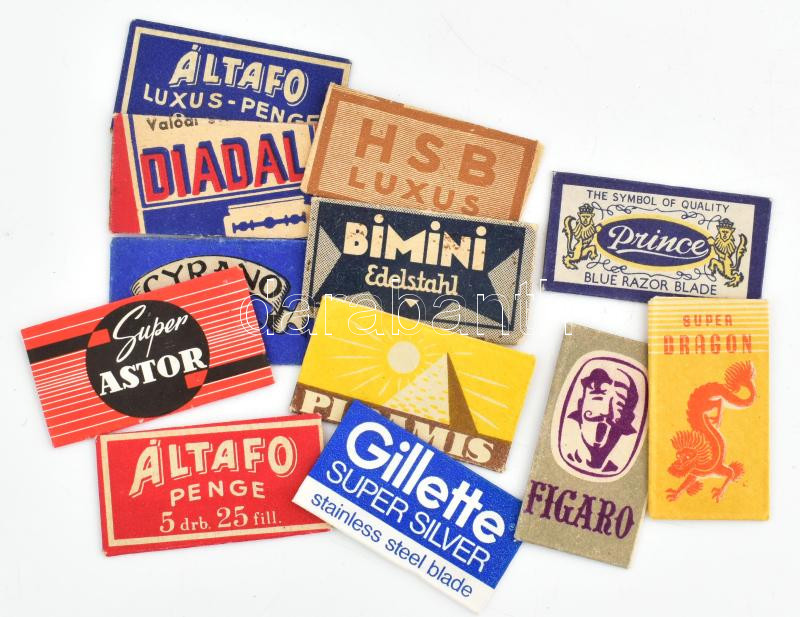 ÁLTAFO
LUXUS-PENGE
Valódi
DIADAL
HSB
LUXUS
BIMINI
Edelstahl
THE SYMBOL OF QUALITY
Prince
BLUE RAZOR BLADE
CYRANO
Super
ASTOR
SUPER
DRAGON
ÁLTAFO
PENGE
5 drb. 25 fill.
Gillette
SUPER SILVER
stainless steel blade
FIGARO
darabanth